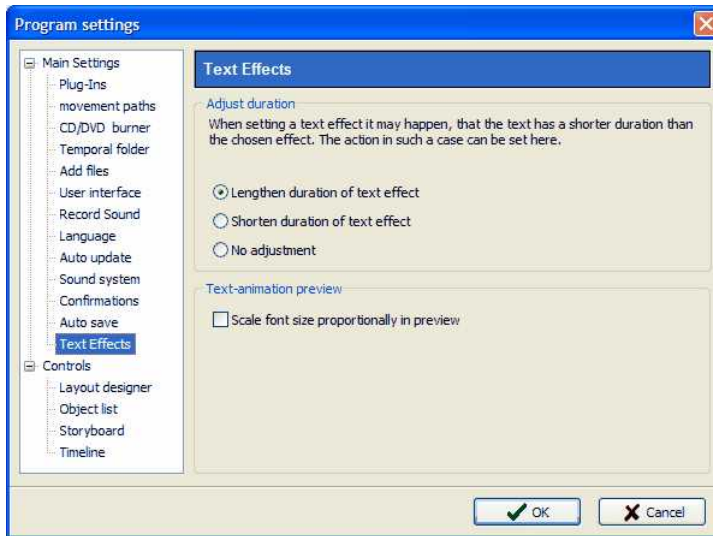 Program settings
Main Settings
Plug-Ins
movement paths
CD/DVD burner
Temporal folder
Add files
User interface
Record Sound
Language
Auto update
Sound system
Confirmations
Auto save
Text Effects
Controls
Layout designer
Object list
Storyboard
Timeline
Text Effects
Adjust duration
When setting a text effect it may happen, that the text has a shorter duration than
the chosen effect. The action in such a case can be set here.
Lengthen duration of text effect
Shorten duration of text effect
No adjustment
Text-animation preview
Scale font size proportionally in preview
OK
Cancel